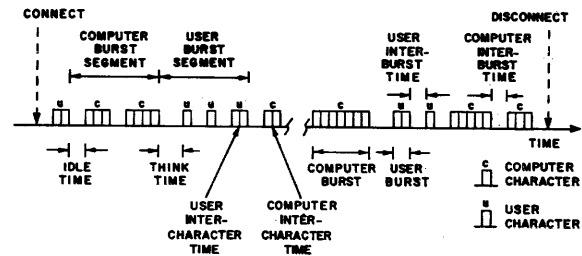 CONNECT
DISCONNECT
COMPUTER
BURST
SEGMENT
USER
BURST
SEGMENT
USER
INTER-
BURST
TIME
COMPUTER
INTER-
BURST
TIME
u
c
c
u
u
u
c
c
u
u
c
c
TIME
IDLE
TIME
THINK
TIME
COMPUTER
BURST
USER
BURST
USER
INTER-
CHARACTER
TIME
COMPUTER
INTER-
CHARACTER
TIME
c
COMPUTER
CHARACTER
u
USER
CHARACTER